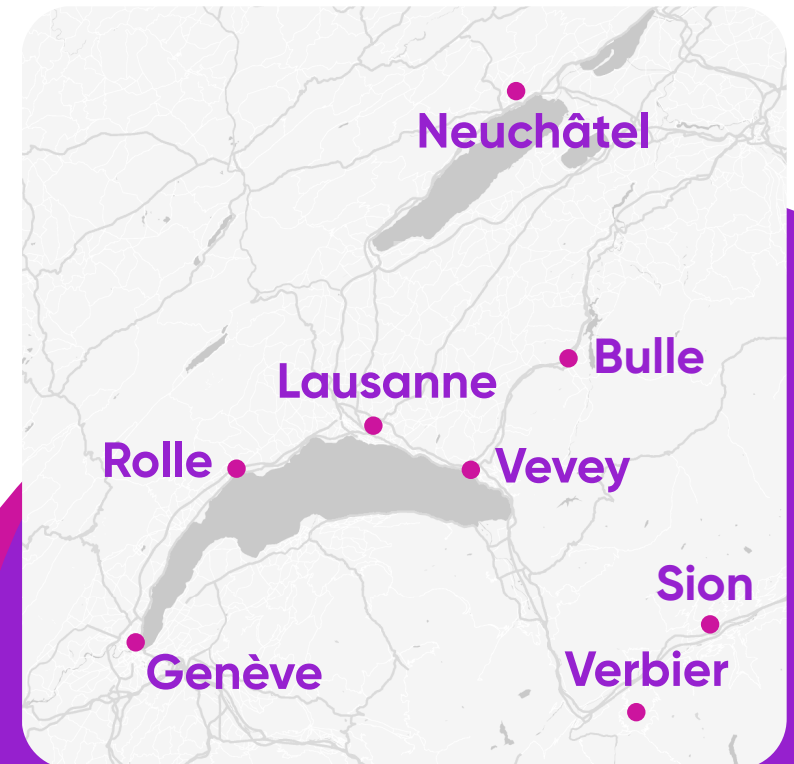 Neuchâtel
Bulle
Lausanne
Rolle
Vevey
Sion
Verbier
Genève